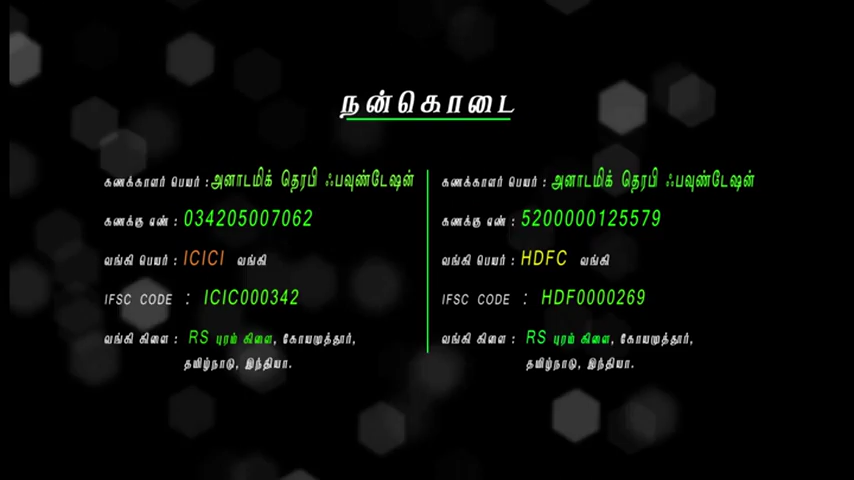 நன்கொடை
கணக்காளர் பெயர் : அனாடமிக் தெரபி ஃபவுண்டேஷன்
கணக்கு எண் : 034205007062
வங்கி பெயர் : ICICI வங்கி
IFSC CODE : ICIC000342
வங்கி கிளை : RS புரம் கிளை, கோயமுத்தூர்,
தமிழ்நாடு, இந்தியா.
கணக்காளர் பெயர் : அனாடமிக் தெரபி ஃபவுண்டேஷன்
கணக்கு எண் : 5200000125579
வங்கி பெயர் : HDFC வங்கி
IFSC CODE : HDF0000269
வங்கி கிளை : RS புரம் கிளை, கோயமுத்தூர்,
தமிழ்நாடு, இந்தியா.